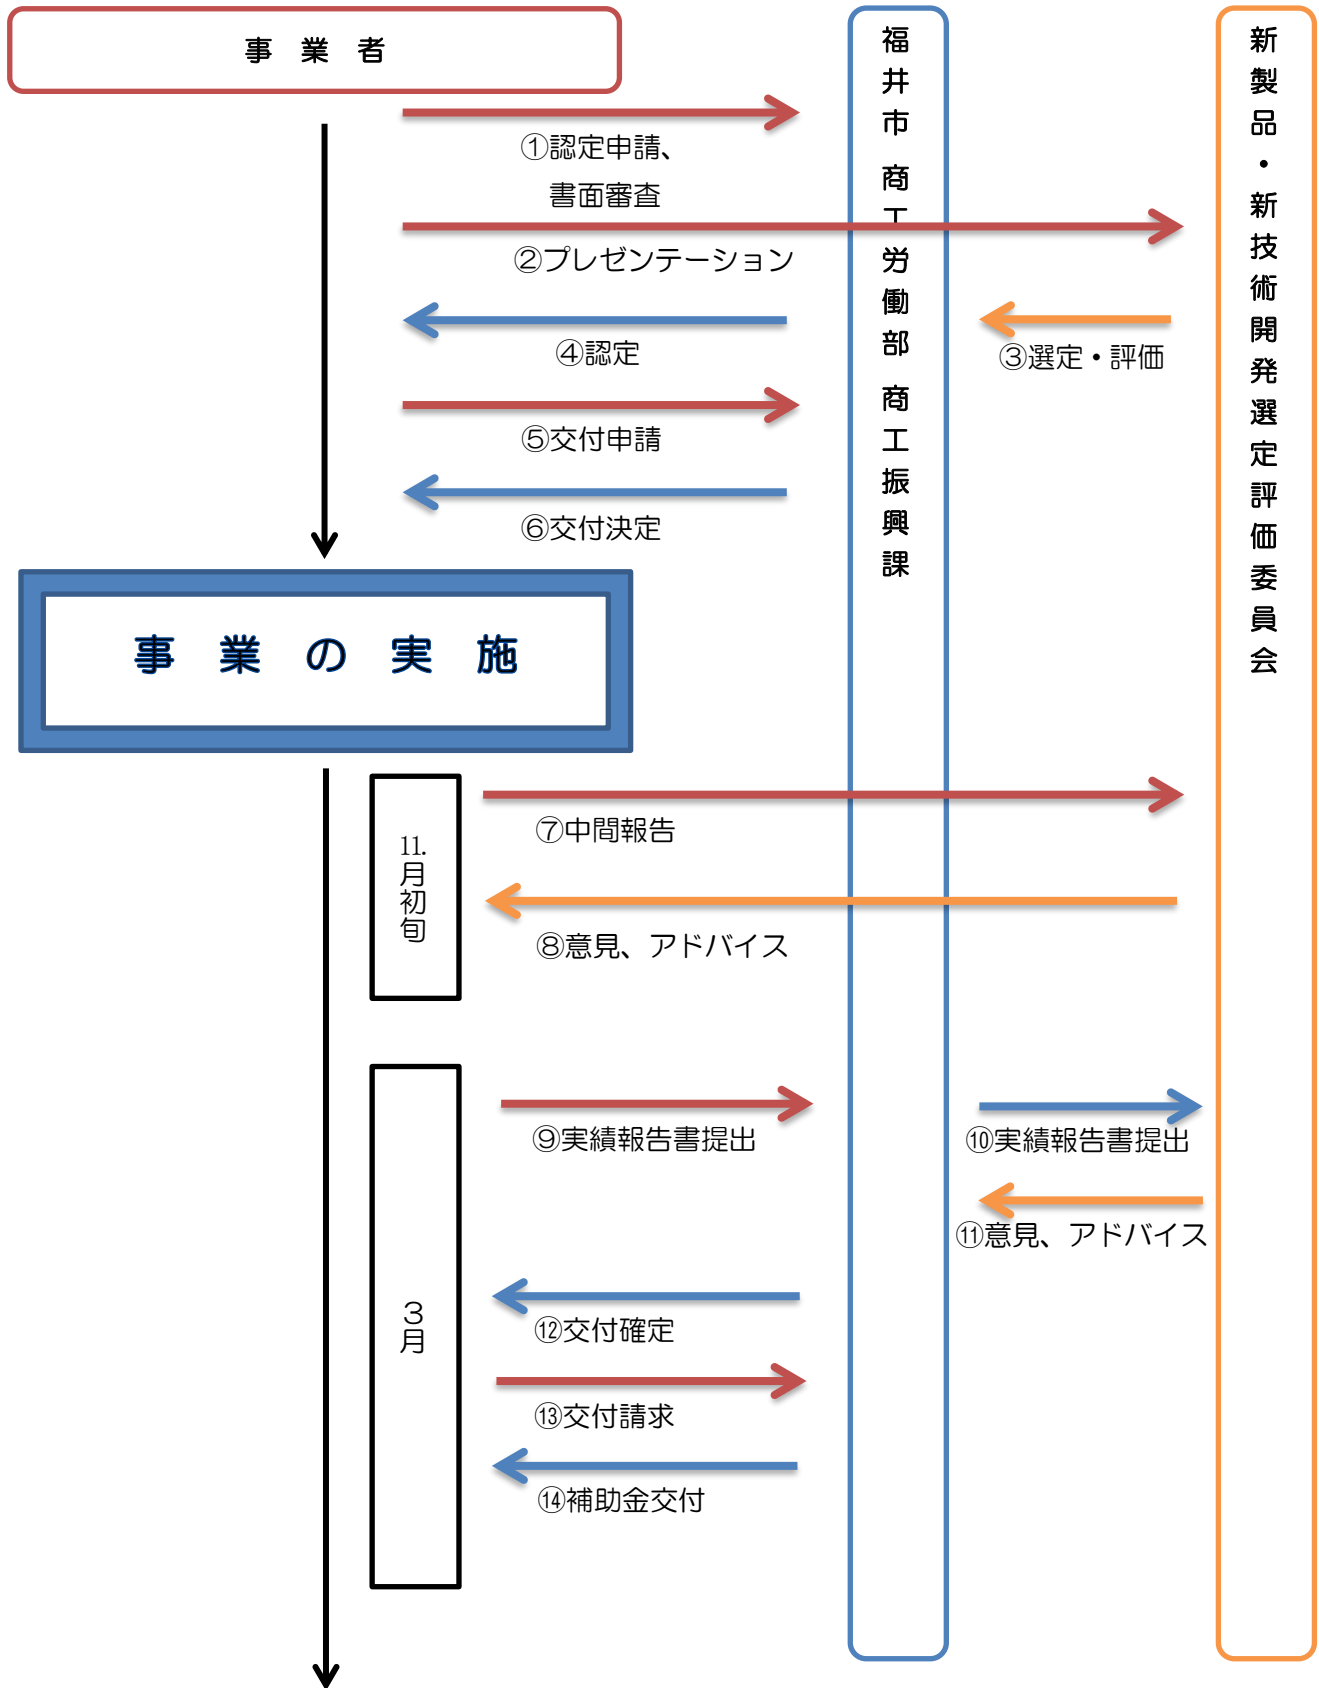 事　業　者
福井市 商工労働部 商工振興課
新製品・新技術開発選定評価委員会
①認定申請、
書面審査
②プレゼンテーション
③選定・評価
④認定
⑤交付申請
⑥交付決定
事　業　の　実　施
11.月初旬
⑦中間報告
⑧意見、アドバイス
3月
⑨実績報告書提出
⑩実績報告書提出
⑪意見、アドバイス
⑫交付確定
⑬交付請求
⑭補助金交付